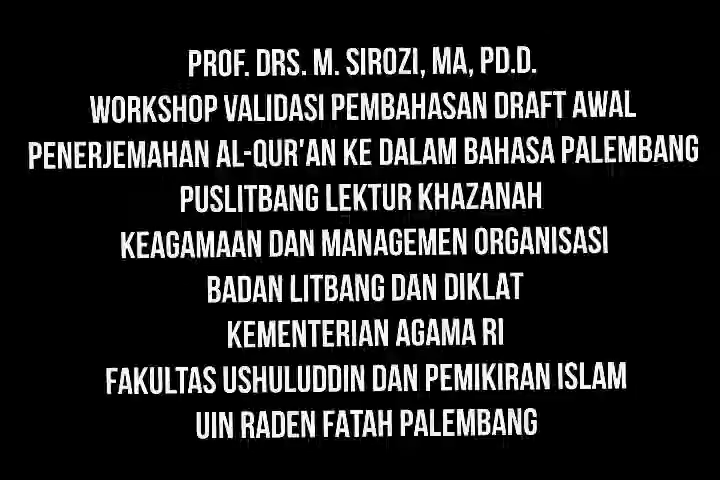 PROF. DRS. M. SIROZI, MA, PD.D.
WORKSHOP VALIDASI PEMBAHASAN DRAFT AWAL
PENERJEMAHAN AL-QUR'AN KE DALAM BAHASA PALEMBANG
PUSLITBANG LEKTUR KHAZANAH
KEAGAMAAN DAN MANAGEMEN ORGANISASI
BADAN LITBANG DAN DIKLAT
KEMENTERIAN AGAMA RI
FAKULTAS USHULUDDIN DAN PEMIKIRAN ISLAM
UIN RADEN FATAH PALEMBANG